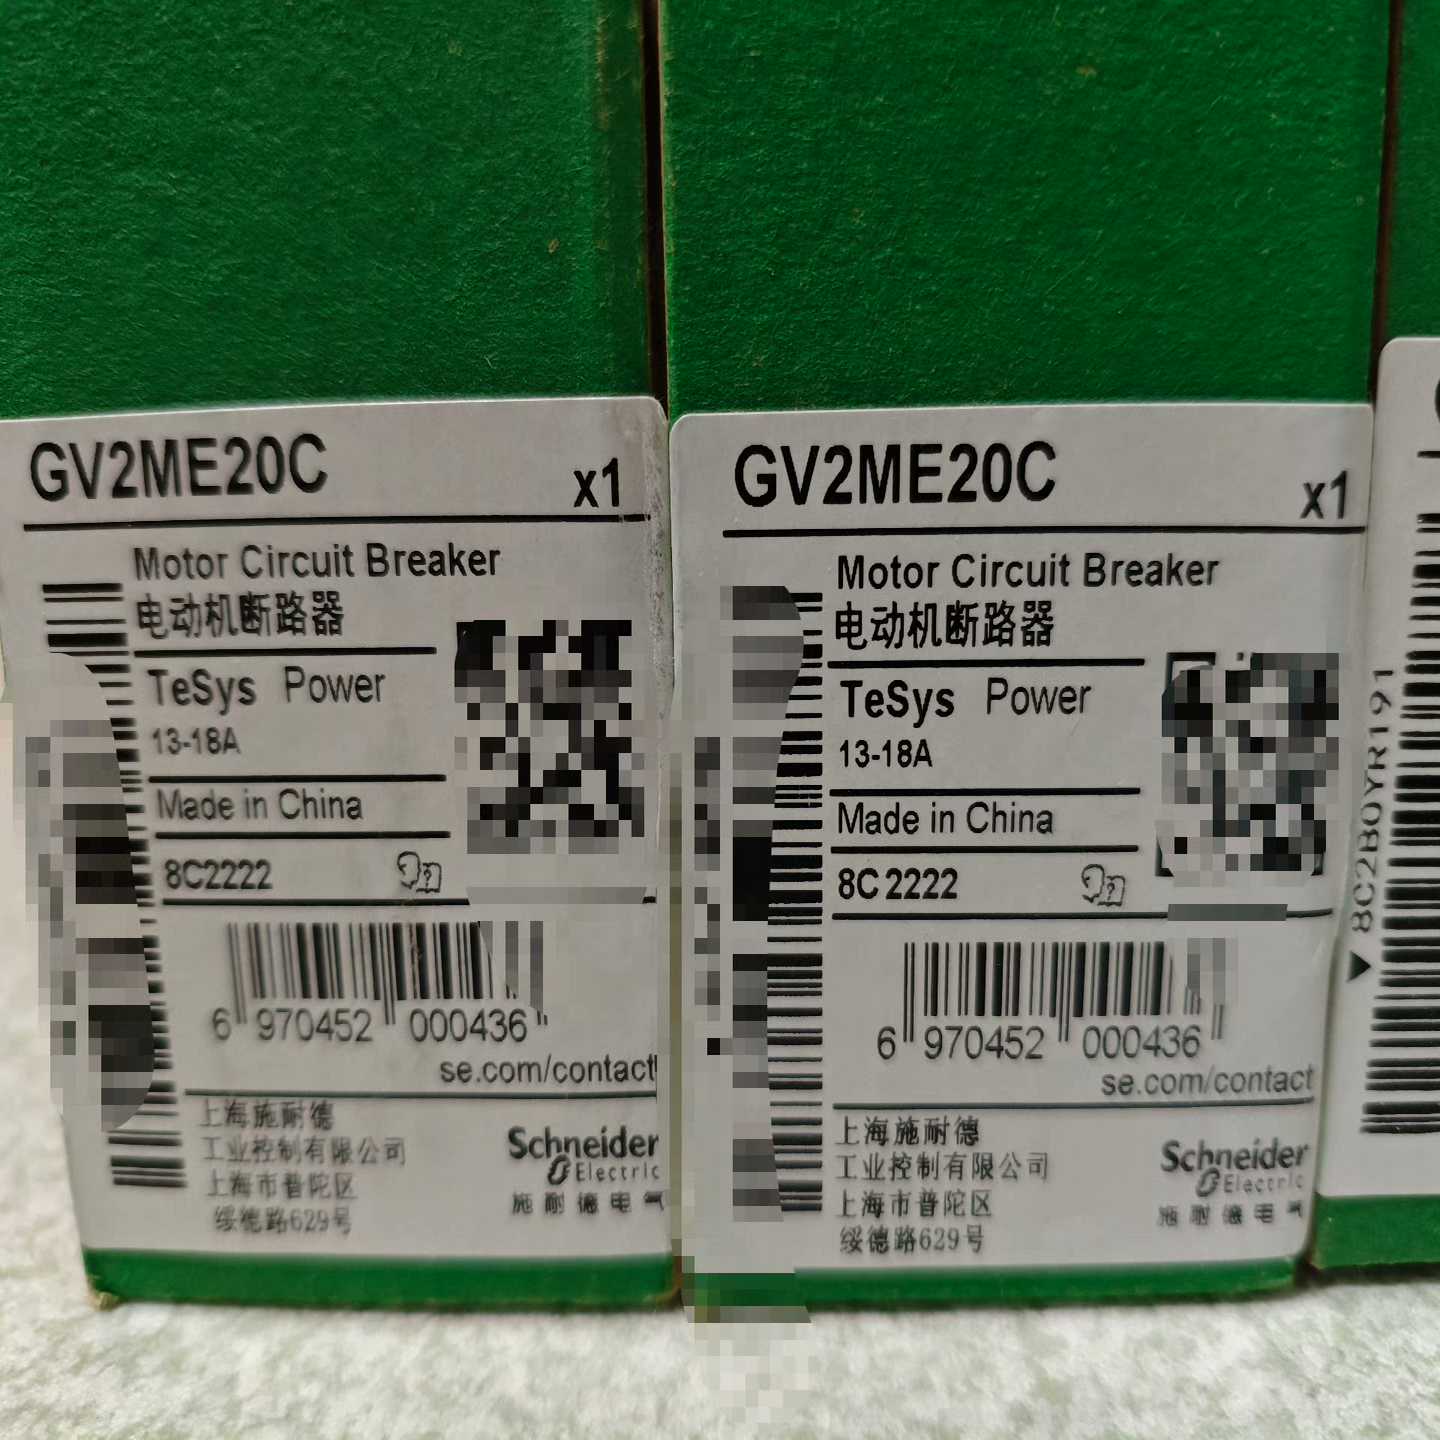 GV2ME20C
x1
Motor Circuit Breaker
电动机断路器
TeSys Power
13-18A
Made in China
8C2222
6 970452 000436
se.com/contact
上海施耐德
工业控制有限公司
上海市普陀区
绥德路629号
Schneider
Electric
施耐德电气
GV2ME20C
x1
Motor Circuit Breaker
电动机断路器
TeSys Power
13-18A
Made in China
8C2222
6 970452 000436
se.com/contact
上海施耐德
工业控制有限公司
上海市普陀区
绥德路629号
Schneider
Electric
施耐德电气
8C2B0YR191